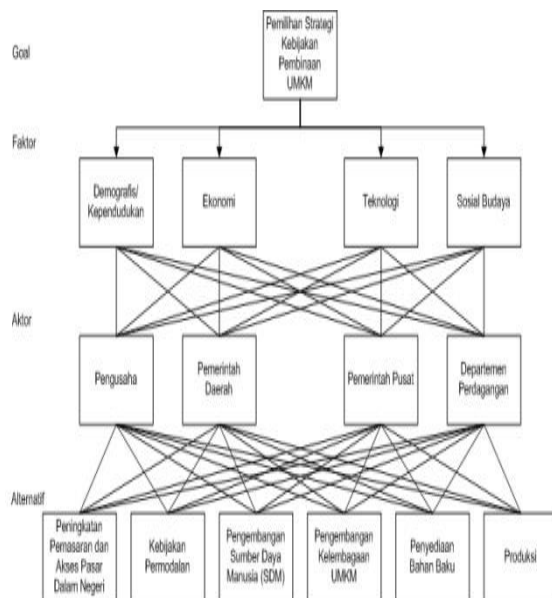 Goal
Pemilihan Strategi
Kebijakan
Pembinaan
UMKM
Faktor
Demografis/
Kependudukan
Ekonomi
Teknologi
Sosial Budaya
Aktor
Pengusaha
Pemerintah
Daerah
Pemerintah Pusat
Departemen
Perdagangan
Alternatif
Peningkatan
Pemasaran dan
Akses Pasar
Dalam Negeri
Kebijakan
Permodalan
Pengembangan
Sumber Daya
Manusia (SDM)
Pengembangan
Kelembagaan
UMKM
Penyediaan
Bahan Baku
Produksi